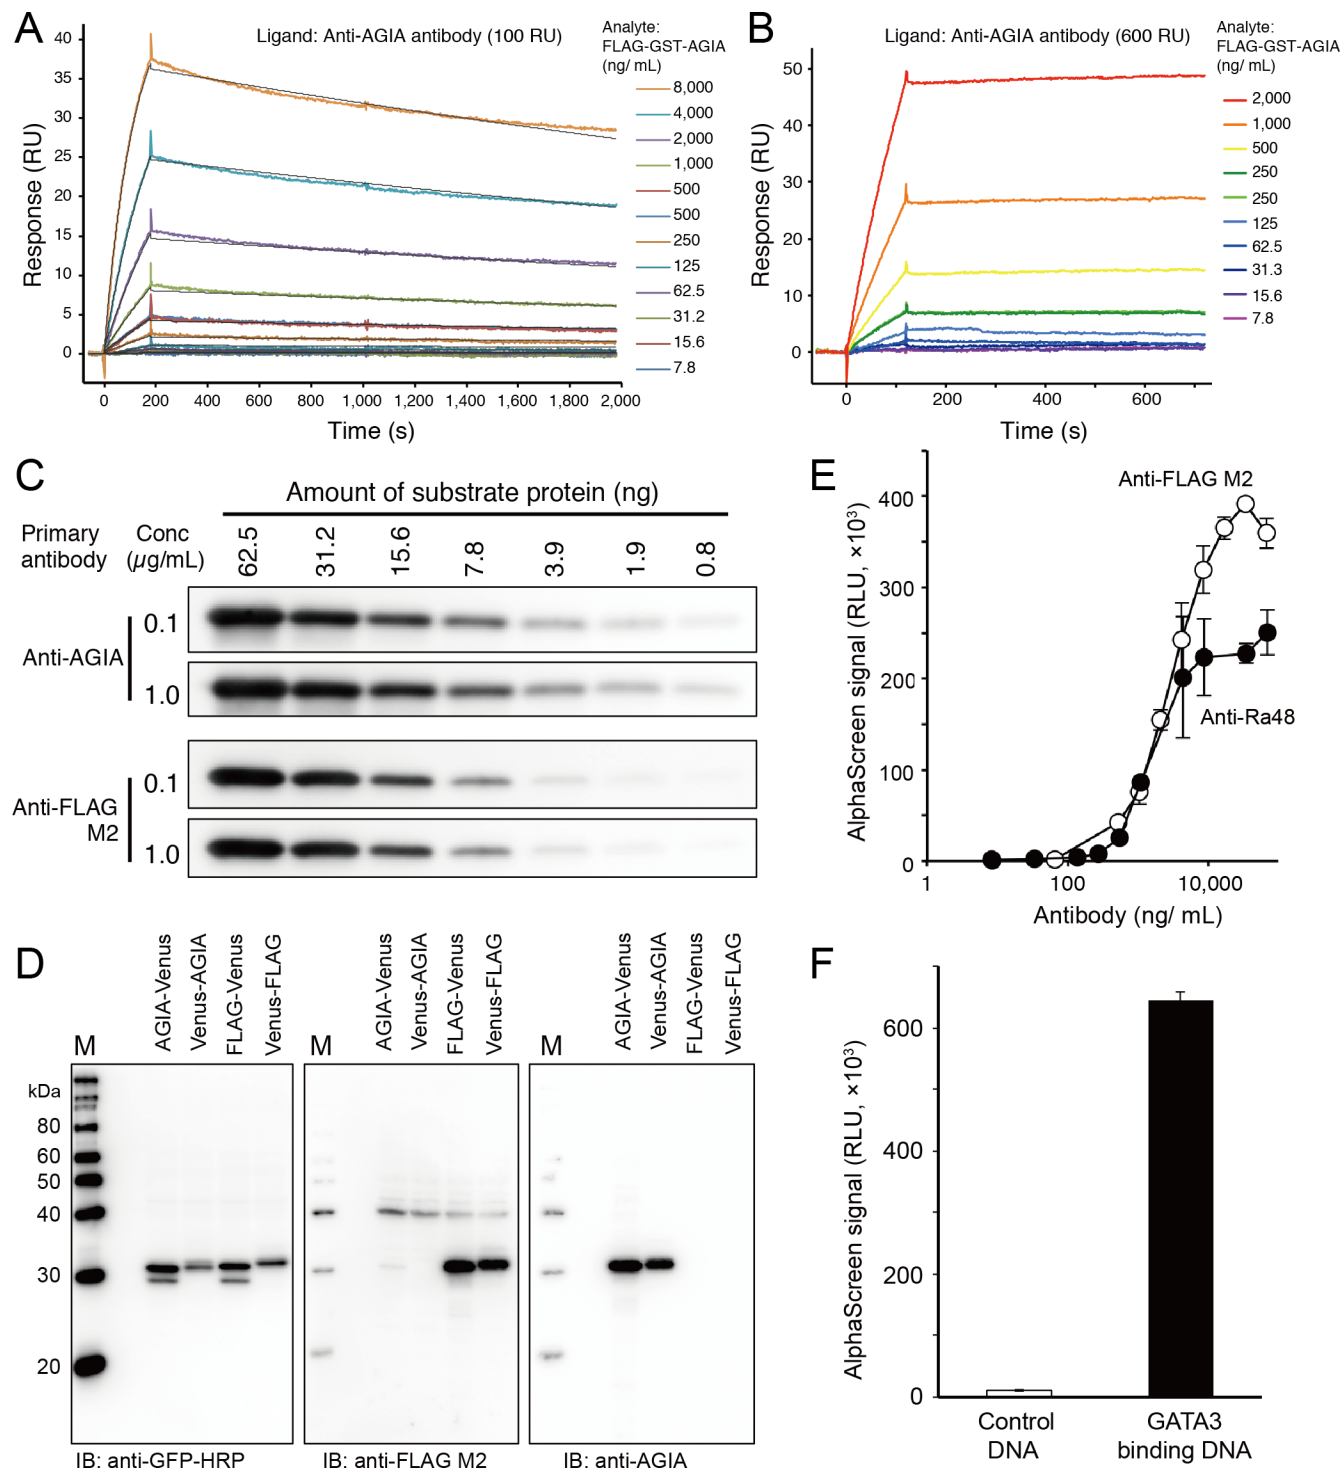 A
Ligand: Anti-AGIA antibody (100 RU)
Analyte:
FLAG-GST-AGIA
(ng/ mL)
8,000
4,000
2,000
1,000
500
500
250
125
62.5
31.2
15.6
7.8
Response (RU)
40
35
30
25
20
15
10
5
0
0 200 400 600 800 1,000 1,200 1,400 1,600 1,800 2,000
Time (s)
B
Ligand: Anti-AGIA antibody (600 RU)
Analyte:
FLAG-GST-AGIA
(ng/ mL)
2,000
1,000
500
250
250
125
62.5
31.3
15.6
7.8
Response (RU)
50
40
30
20
10
0
0 200 400 600
Time (s)
C
Amount of substrate protein (ng)
Primary
antibody
Conc
(µg/mL)
62.5 31.2 15.6 7.8 3.9 1.9 0.8
Anti-AGIA
0.1
1.0
Anti-FLAG
M2
0.1
1.0
E
Anti-FLAG M2
Anti-Ra48
AlphaScreen signal (RLU, ×10³)
400
300
200
100
0
1 100 10,000
Antibody (ng/ mL)
D
M AGIA-Venus Venus-AGIA FLAG-Venus Venus-FLAG
M AGIA-Venus Venus-AGIA FLAG-Venus Venus-FLAG
M AGIA-Venus Venus-AGIA FLAG-Venus Venus-FLAG
kDa
80
60
50
40
30
20
IB: anti-GFP-HRP
IB: anti-FLAG M2
IB: anti-AGIA
F
AlphaScreen signal (RLU, ×10³)
600
400
200
0
Control
DNA
GATA3
binding DNA